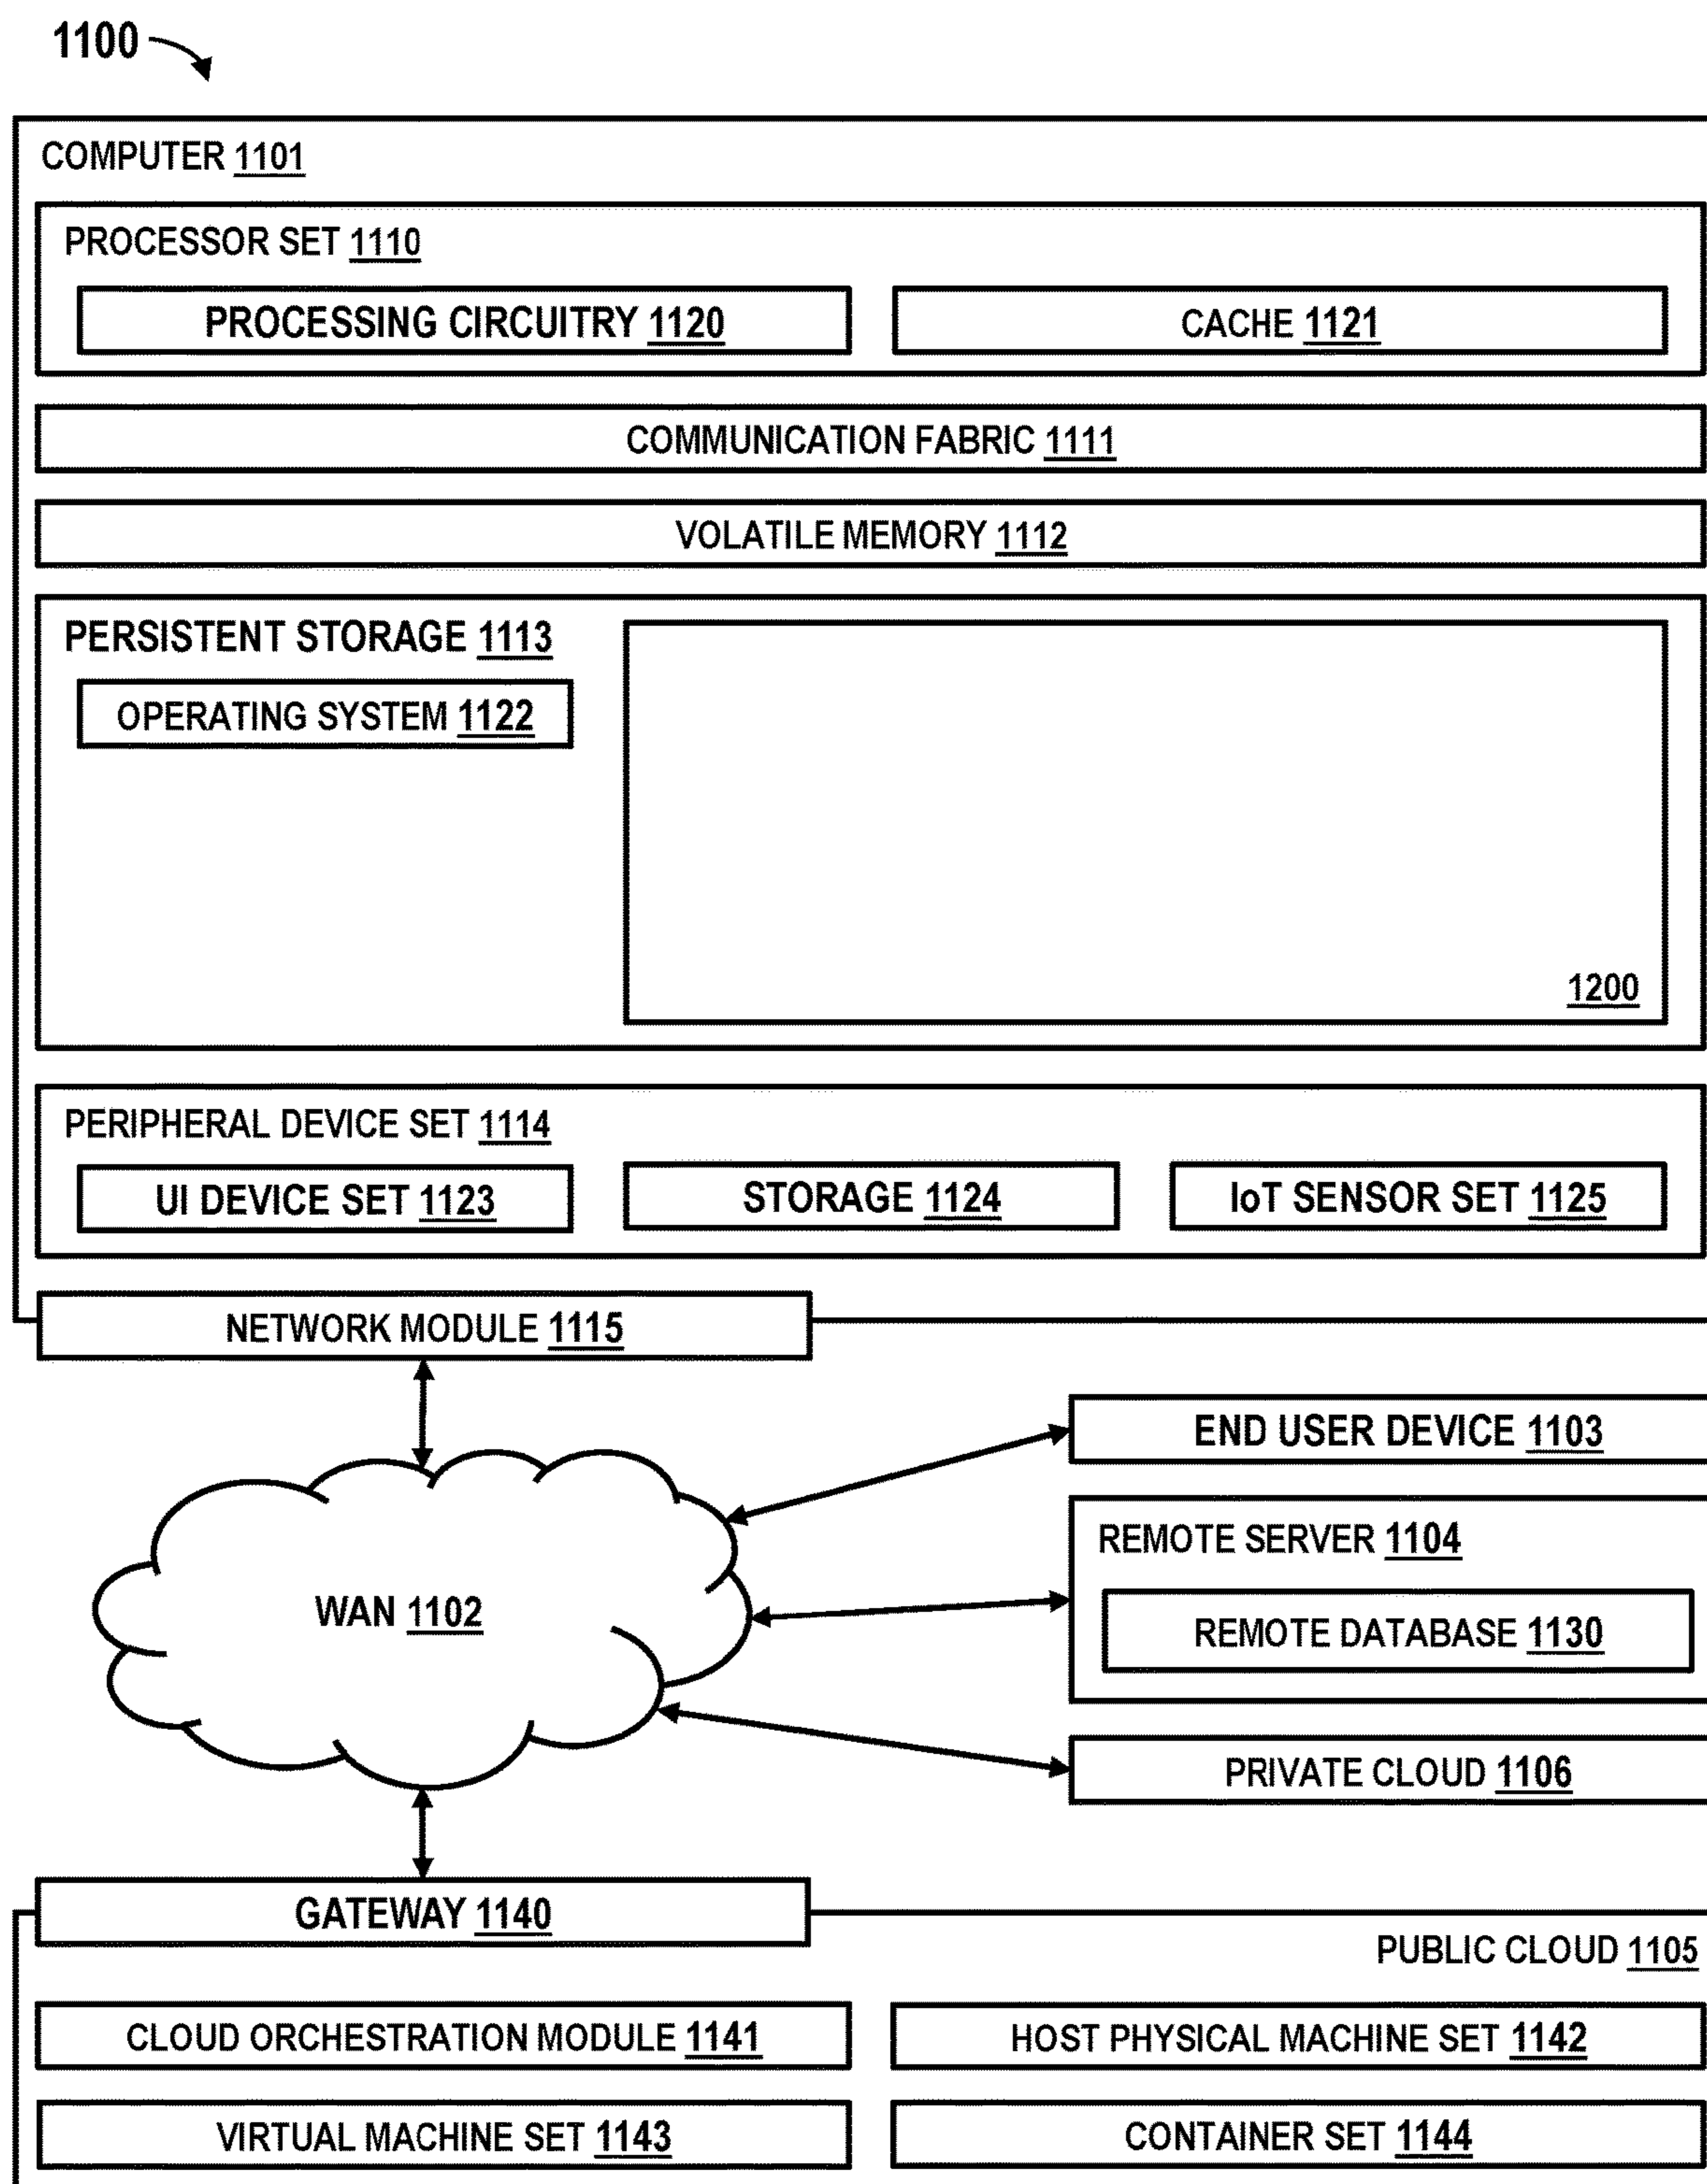 1100
COMPUTER 1101
PROCESSOR SET 1110
PROCESSING CIRCUITRY 1120
CACHE 1121
COMMUNICATION FABRIC 1111
VOLATILE MEMORY 1112
PERSISTENT STORAGE 1113
OPERATING SYSTEM 1122
1200
PERIPHERAL DEVICE SET 1114
UI DEVICE SET 1123
STORAGE 1124
IoT SENSOR SET 1125
NETWORK MODULE 1115
END USER DEVICE 1103
REMOTE SERVER 1104
WAN 1102
REMOTE DATABASE 1130
PRIVATE CLOUD 1106
GATEWAY 1140
PUBLIC CLOUD 1105
CLOUD ORCHESTRATION MODULE 1141
HOST PHYSICAL MACHINE SET 1142
VIRTUAL MACHINE SET 1143
CONTAINER SET 1144